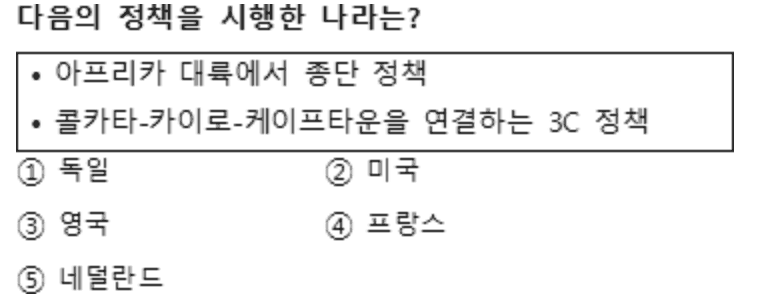 다음의 정책을 시행한 나라는?
• 아프리카 대륙에서 종단 정책
• 콜카타-카이로-케이프타운을 연결하는 3C 정책
① 독일 ② 미국
③ 영국 ④ 프랑스
⑤ 네덜란드